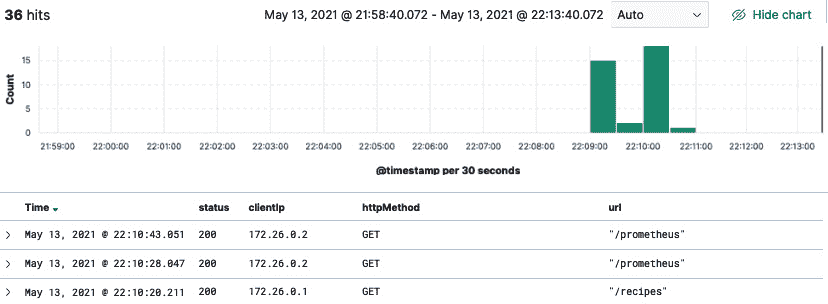 36 hits May 13, 2021 @ 21:58:40.072 - May 13, 2021 @ 22:13:40.072 Auto Hide chart
Count
15
10
5
0
21:59:00 22:00:00 22:01:00 22:02:00 22:03:00 22:04:00 22:05:00 22:06:00 22:07:00 22:08:00 22:09:00 22:10:00 22:11:00 22:12:00 22:13:00
@timestamp per 30 seconds
Time status clientIp httpMethod url
May 13, 2021 @ 22:10:43.051 200 172.26.0.2 GET "/prometheus"
May 13, 2021 @ 22:10:28.047 200 172.26.0.2 GET "/prometheus"
May 13, 2021 @ 22:10:20.211 200 172.26.0.1 GET "/recipes"